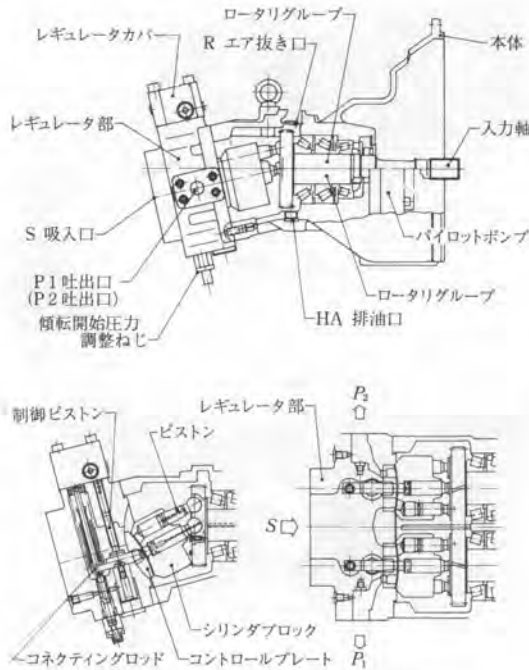 ロータリグループ
レギュレータカバー
R エア抜き口
本体
レギュレータ部
入力軸
S 吸入口
パイロットポンプ
P1吐出口
(P2吐出口)
ロータリグループ
傾転開始圧力
調整ねじ
HA 排油口
制御ピストン
レギュレータ部
P₂
ピストン
S
シリンダブロック
コネクティングロッド
コントロールプレート
P₁